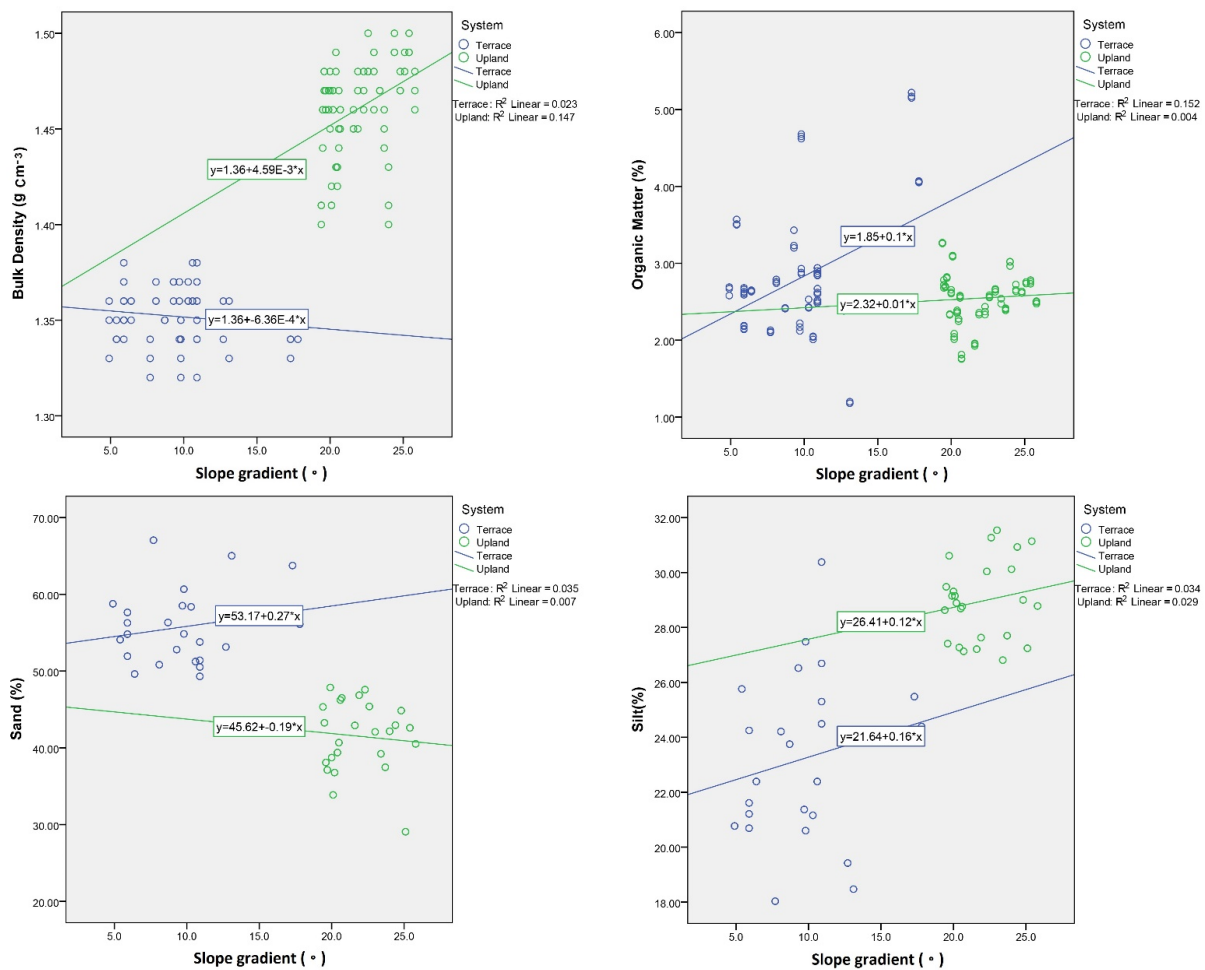 1.50
1.45
1.40
1.35
1.30
Bulk Density (g cm⁻³)
5.0 10.0 15.0 20.0 25.0
Slope gradient ( ° )
y=1.36+4.59E-3*x
y=1.36+-6.36E-4*x
System
Terrace
Upland
Terrace
Upland
Terrace: R² Linear = 0.023
Upland: R² Linear = 0.147
6.00
5.00
4.00
3.00
2.00
1.00
Organic Matter (%)
5.0 10.0 15.0 20.0 25.0
Slope gradient ( ° )
y=1.85+0.1*x
y=2.32+0.01*x
System
Terrace
Upland
Terrace
Upland
Terrace: R² Linear = 0.152
Upland: R² Linear = 0.004
70.00
60.00
50.00
40.00
30.00
20.00
Sand (%)
5.0 10.0 15.0 20.0 25.0
Slope gradient ( ° )
y=53.17+0.27*x
y=45.62+-0.19*x
System
Terrace
Upland
Terrace
Upland
Terrace: R² Linear = 0.035
Upland: R² Linear = 0.007
32.00
30.00
28.00
26.00
24.00
22.00
20.00
18.00
Silt(%)
5.0 10.0 15.0 20.0 25.0
Slope gradient ( ° )
y=26.41+0.12*x
y=21.64+0.16*x
System
Terrace
Upland
Terrace
Upland
Terrace: R² Linear = 0.034
Upland: R² Linear = 0.029